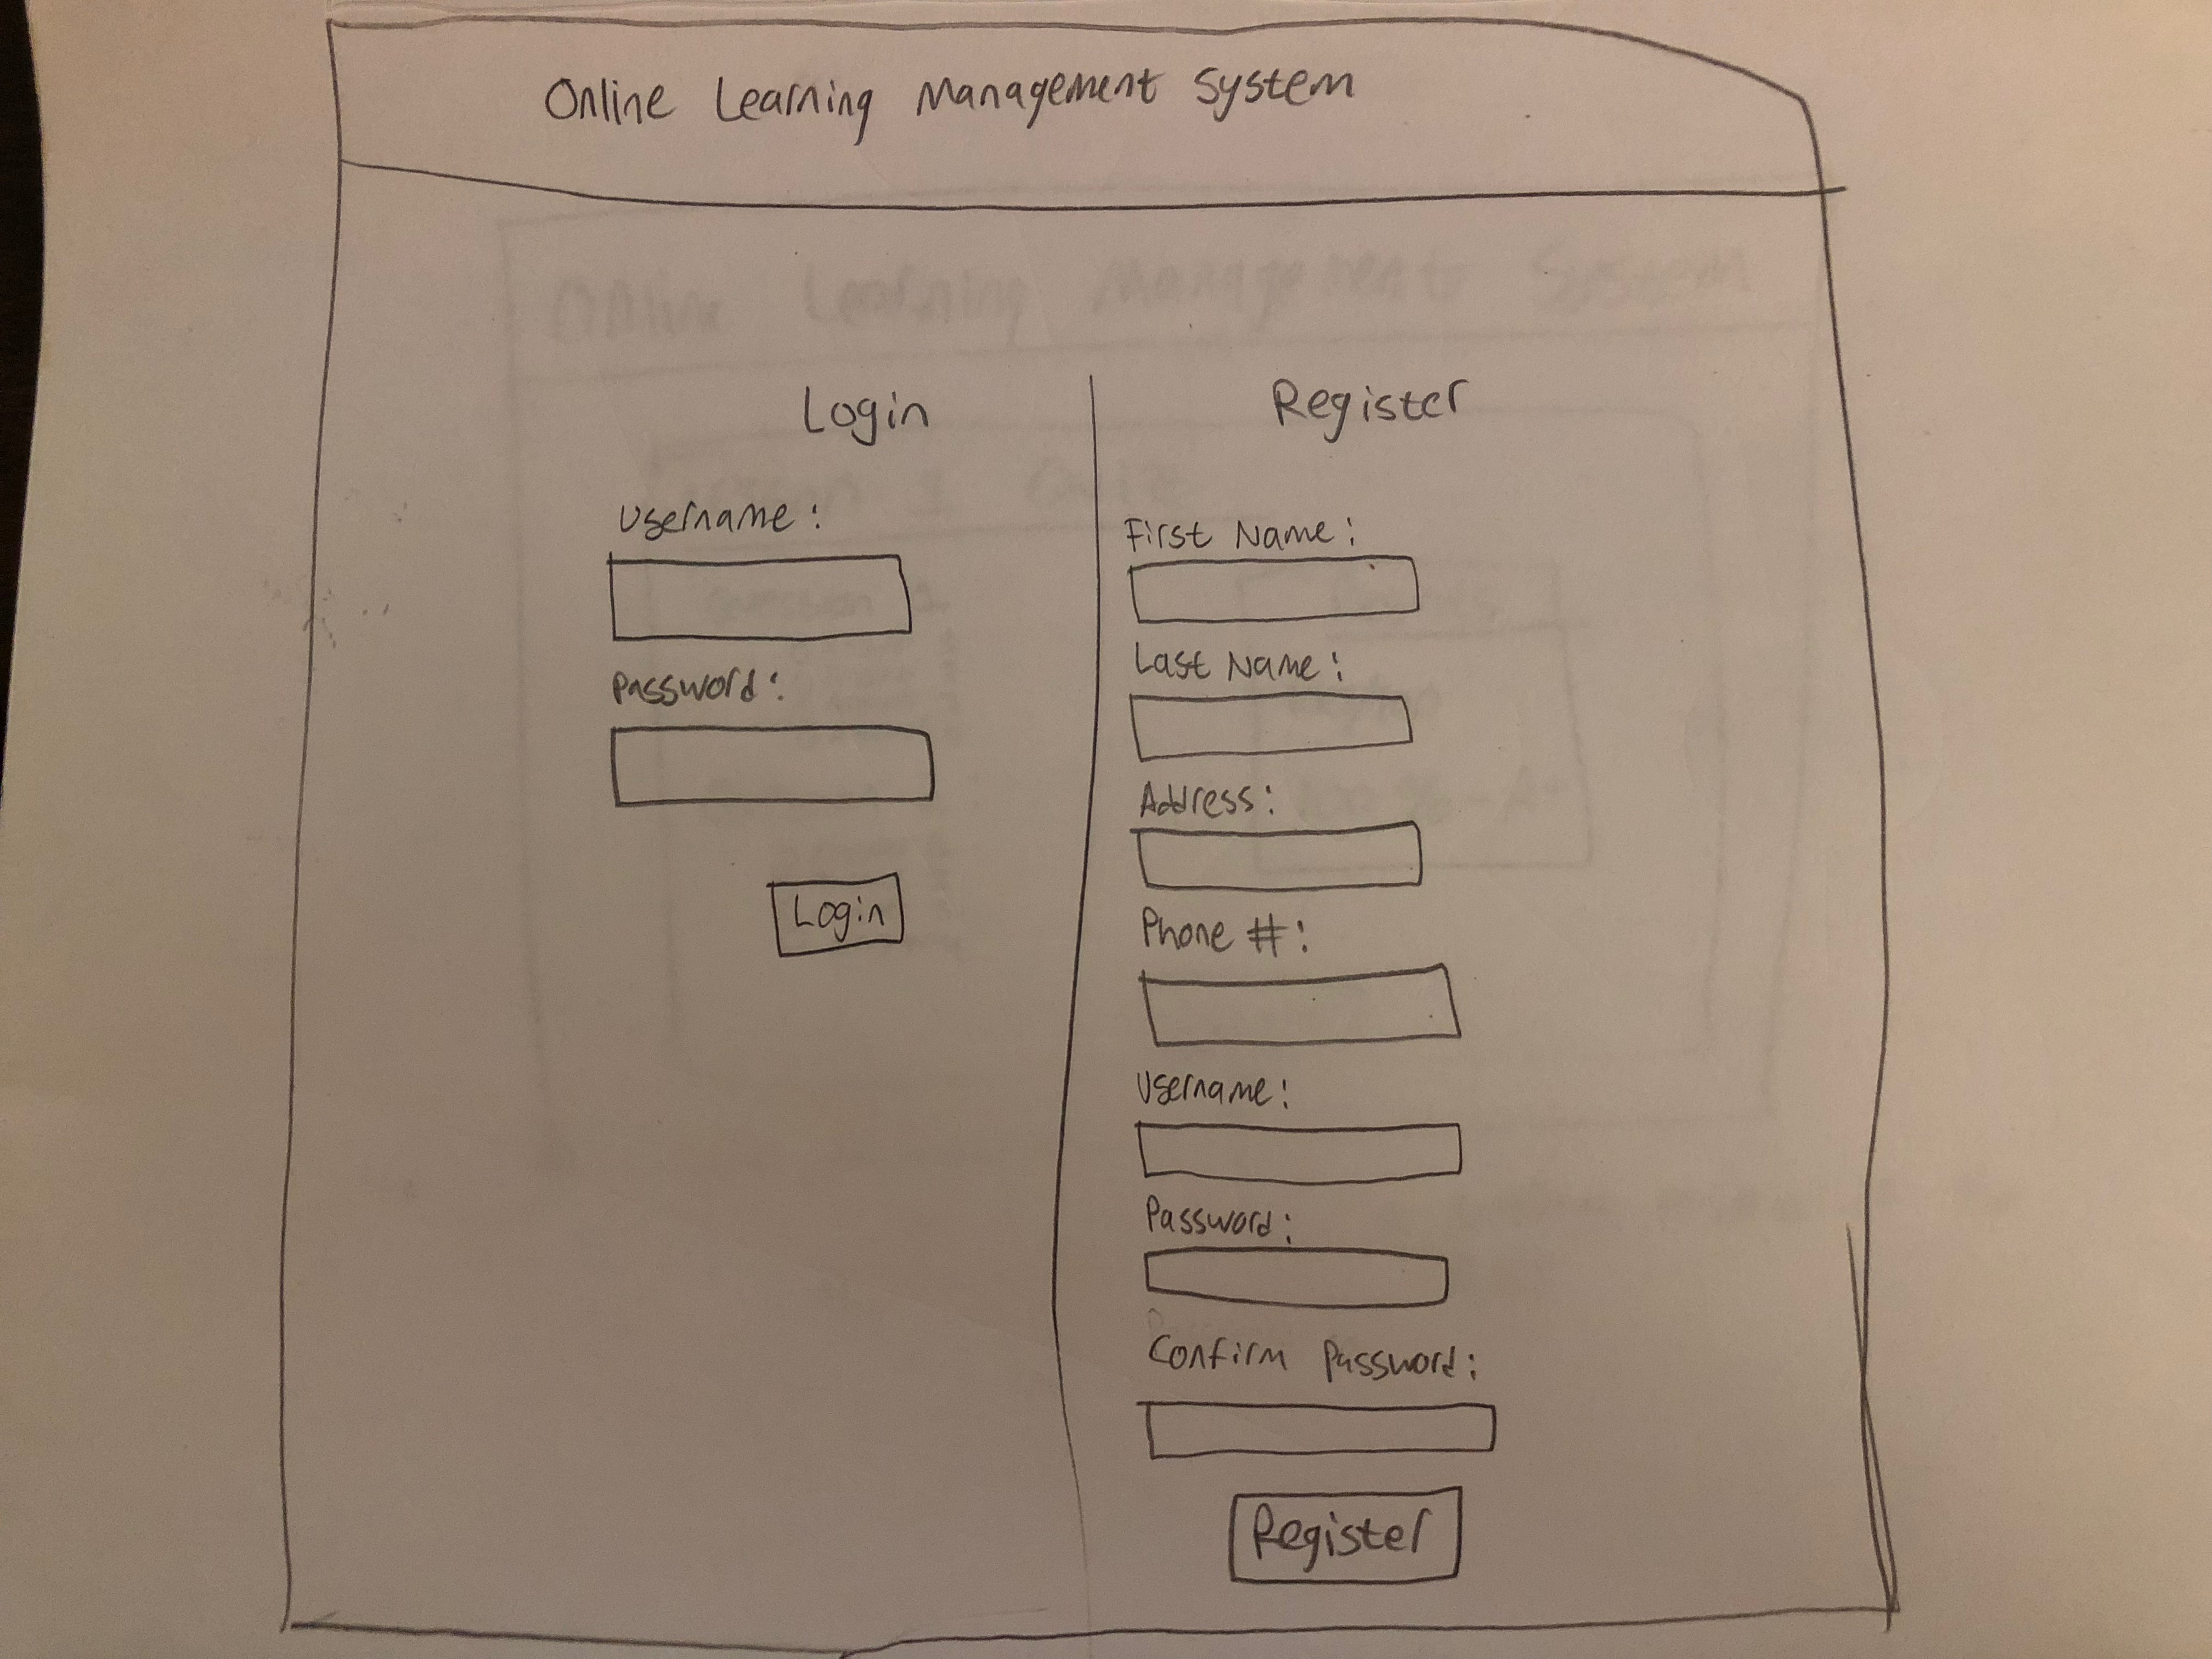 Online Learning Management System
Login
Username:
Password:
Login
Register
First Name:
Last Name:
Address:
Phone #:
Username:
Password:
Confirm Password:
Register